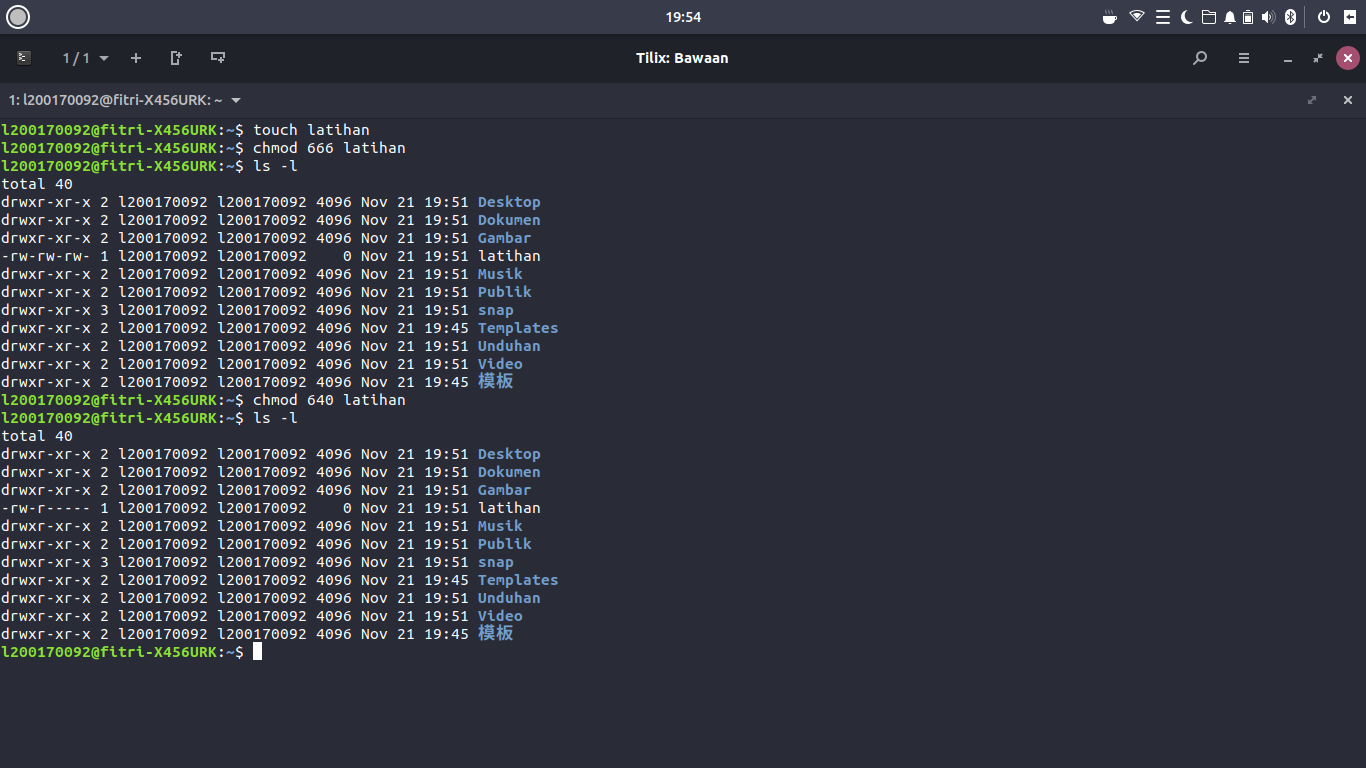 19:54
1 / 1
Tilix: Bawaan
1: l200170092@fitri-X456URK: ~
l200170092@fitri-X456URK:~$ touch latihan
l200170092@fitri-X456URK:~$ chmod 666 latihan
l200170092@fitri-X456URK:~$ ls -l
total 40
drwxr-xr-x 2 l200170092 l200170092 4096 Nov 21 19:51 Desktop
drwxr-xr-x 2 l200170092 l200170092 4096 Nov 21 19:51 Dokumen
drwxr-xr-x 2 l200170092 l200170092 4096 Nov 21 19:51 Gambar
-rw-rw-rw- 1 l200170092 l200170092    0 Nov 21 19:51 latihan
drwxr-xr-x 2 l200170092 l200170092 4096 Nov 21 19:51 Musik
drwxr-xr-x 2 l200170092 l200170092 4096 Nov 21 19:51 Publik
drwxr-xr-x 3 l200170092 l200170092 4096 Nov 21 19:51 snap
drwxr-xr-x 2 l200170092 l200170092 4096 Nov 21 19:45 Templates
drwxr-xr-x 2 l200170092 l200170092 4096 Nov 21 19:51 Unduhan
drwxr-xr-x 2 l200170092 l200170092 4096 Nov 21 19:51 Video
drwxr-xr-x 2 l200170092 l200170092 4096 Nov 21 19:45 模板
l200170092@fitri-X456URK:~$ chmod 640 latihan
l200170092@fitri-X456URK:~$ ls -l
total 40
drwxr-xr-x 2 l200170092 l200170092 4096 Nov 21 19:51 Desktop
drwxr-xr-x 2 l200170092 l200170092 4096 Nov 21 19:51 Dokumen
drwxr-xr-x 2 l200170092 l200170092 4096 Nov 21 19:51 Gambar
-rw-r----- 1 l200170092 l200170092    0 Nov 21 19:51 latihan
drwxr-xr-x 2 l200170092 l200170092 4096 Nov 21 19:51 Musik
drwxr-xr-x 2 l200170092 l200170092 4096 Nov 21 19:51 Publik
drwxr-xr-x 3 l200170092 l200170092 4096 Nov 21 19:51 snap
drwxr-xr-x 2 l200170092 l200170092 4096 Nov 21 19:45 Templates
drwxr-xr-x 2 l200170092 l200170092 4096 Nov 21 19:51 Unduhan
drwxr-xr-x 2 l200170092 l200170092 4096 Nov 21 19:51 Video
drwxr-xr-x 2 l200170092 l200170092 4096 Nov 21 19:45 模板
l200170092@fitri-X456URK:~$